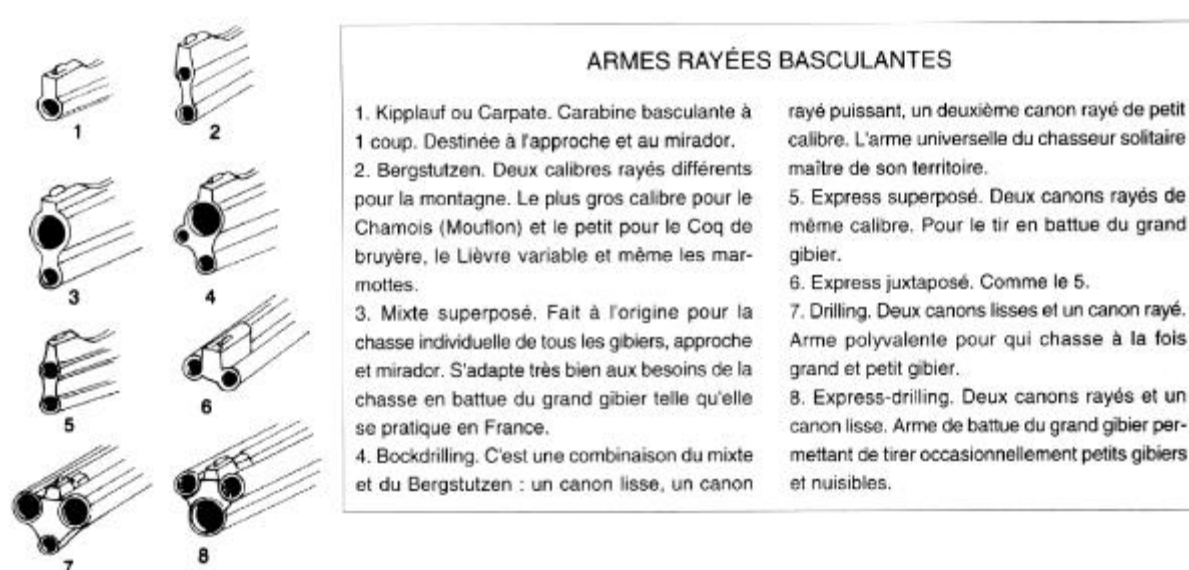 1
2
3
4
5
6
7
8
ARMES RAYÉES BASCULANTES
1. Kipplauf ou Carpate. Carabine basculante à
1 coup. Destinée à l'approche et au mirador.
2. Bergstutzen. Deux calibres rayés différents
pour la montagne. Le plus gros calibre pour le
Chamois (Mouflon) et le petit pour le Coq de
bruyère, le Lièvre variable et même les mar-
mottes.
3. Mixte superposé. Fait à l'origine pour la
chasse individuelle de tous les gibiers, approche
et mirador. S'adapte très bien aux besoins de la
chasse en battue du grand gibier telle qu'elle
se pratique en France.
4. Bockdrilling. C'est une combinaison du mixte
et du Bergstutzen : un canon lisse, un canon
rayé puissant, un deuxième canon rayé de petit
calibre. L'arme universelle du chasseur solitaire
maître de son territoire.
5. Express superposé. Deux canons rayés de
même calibre. Pour le tir en battue du grand
gibier.
6. Express juxtaposé. Comme le 5.
7. Drilling. Deux canons lisses et un canon rayé.
Arme polyvalente pour qui chasse à la fois
grand et petit gibier.
8. Express-drilling. Deux canons rayés et un
canon lisse. Arme de battue du grand gibier per-
mettant de tirer occasionnellement petits gibiers
et nuisibles.